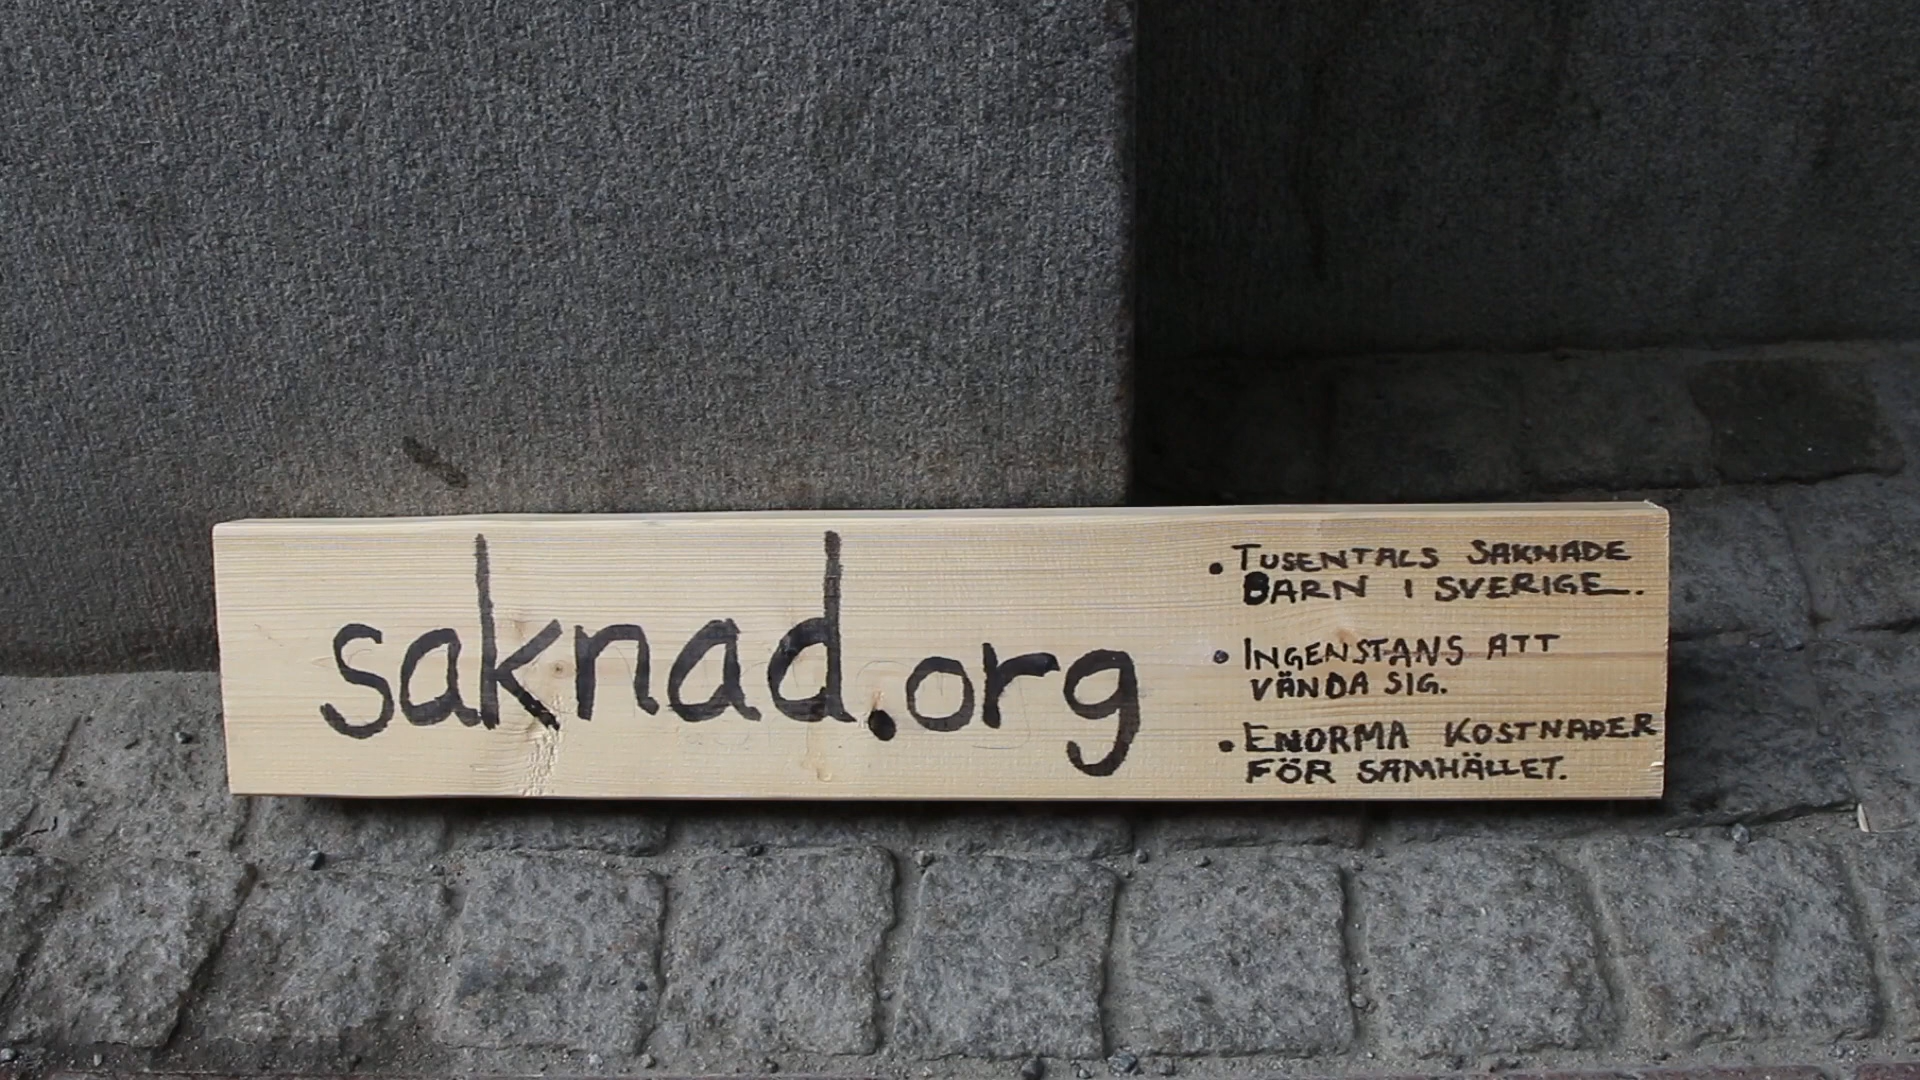 saknad.org
• TUSENTALS SAKNADE
BARN I SVERIGE.
• INGENSTANS ATT
VÄNDA SIG.
• ENORMA KOSTNADER
FÖR SAMHÄLLET.